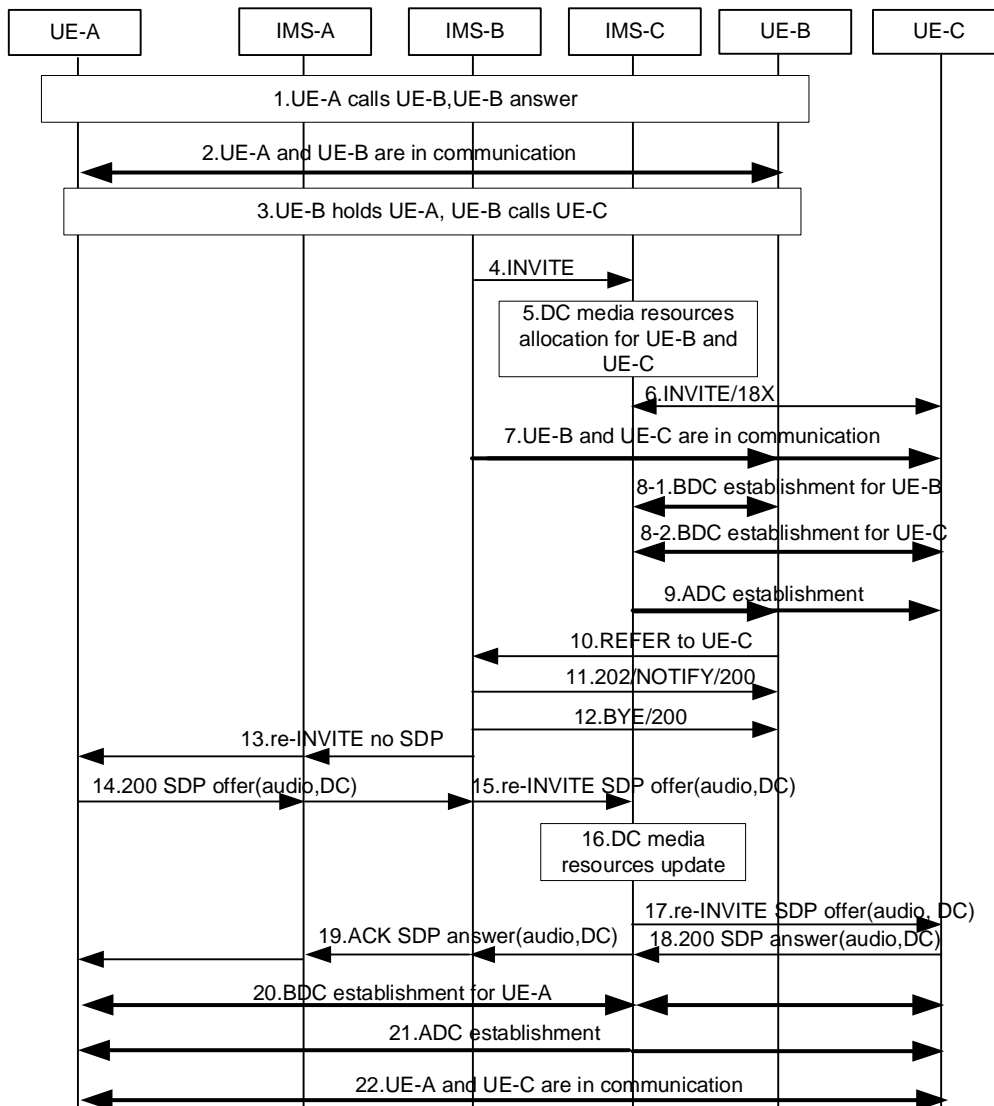 UE-A
IMS-A
IMS-B
IMS-C
UE-B
UE-C
1.UE-A calls UE-B,UE-B answer
2.UE-A and UE-B are in communication
3.UE-B holds UE-A, UE-B calls UE-C
4.INVITE
5.DC media resources
allocation for UE-B and
UE-C
6.INVITE/18X
7.UE-B and UE-C are in communication
8-1.BDC establishment for UE-B
8-2.BDC establishment for UE-C
9.ADC establishment
10.REFER to UE-C
11.202/NOTIFY/200
12.BYE/200
13.re-INVITE no SDP
14.200 SDP offer(audio,DC)
15.re-INVITE SDP offer(audio,DC)
16.DC media
resources update
17.re-INVITE SDP offer(audio, DC)
18.200 SDP answer(audio,DC)
19.ACK SDP answer(audio,DC)
20.BDC establishment for UE-A
21.ADC establishment
22.UE-A and UE-C are in communication